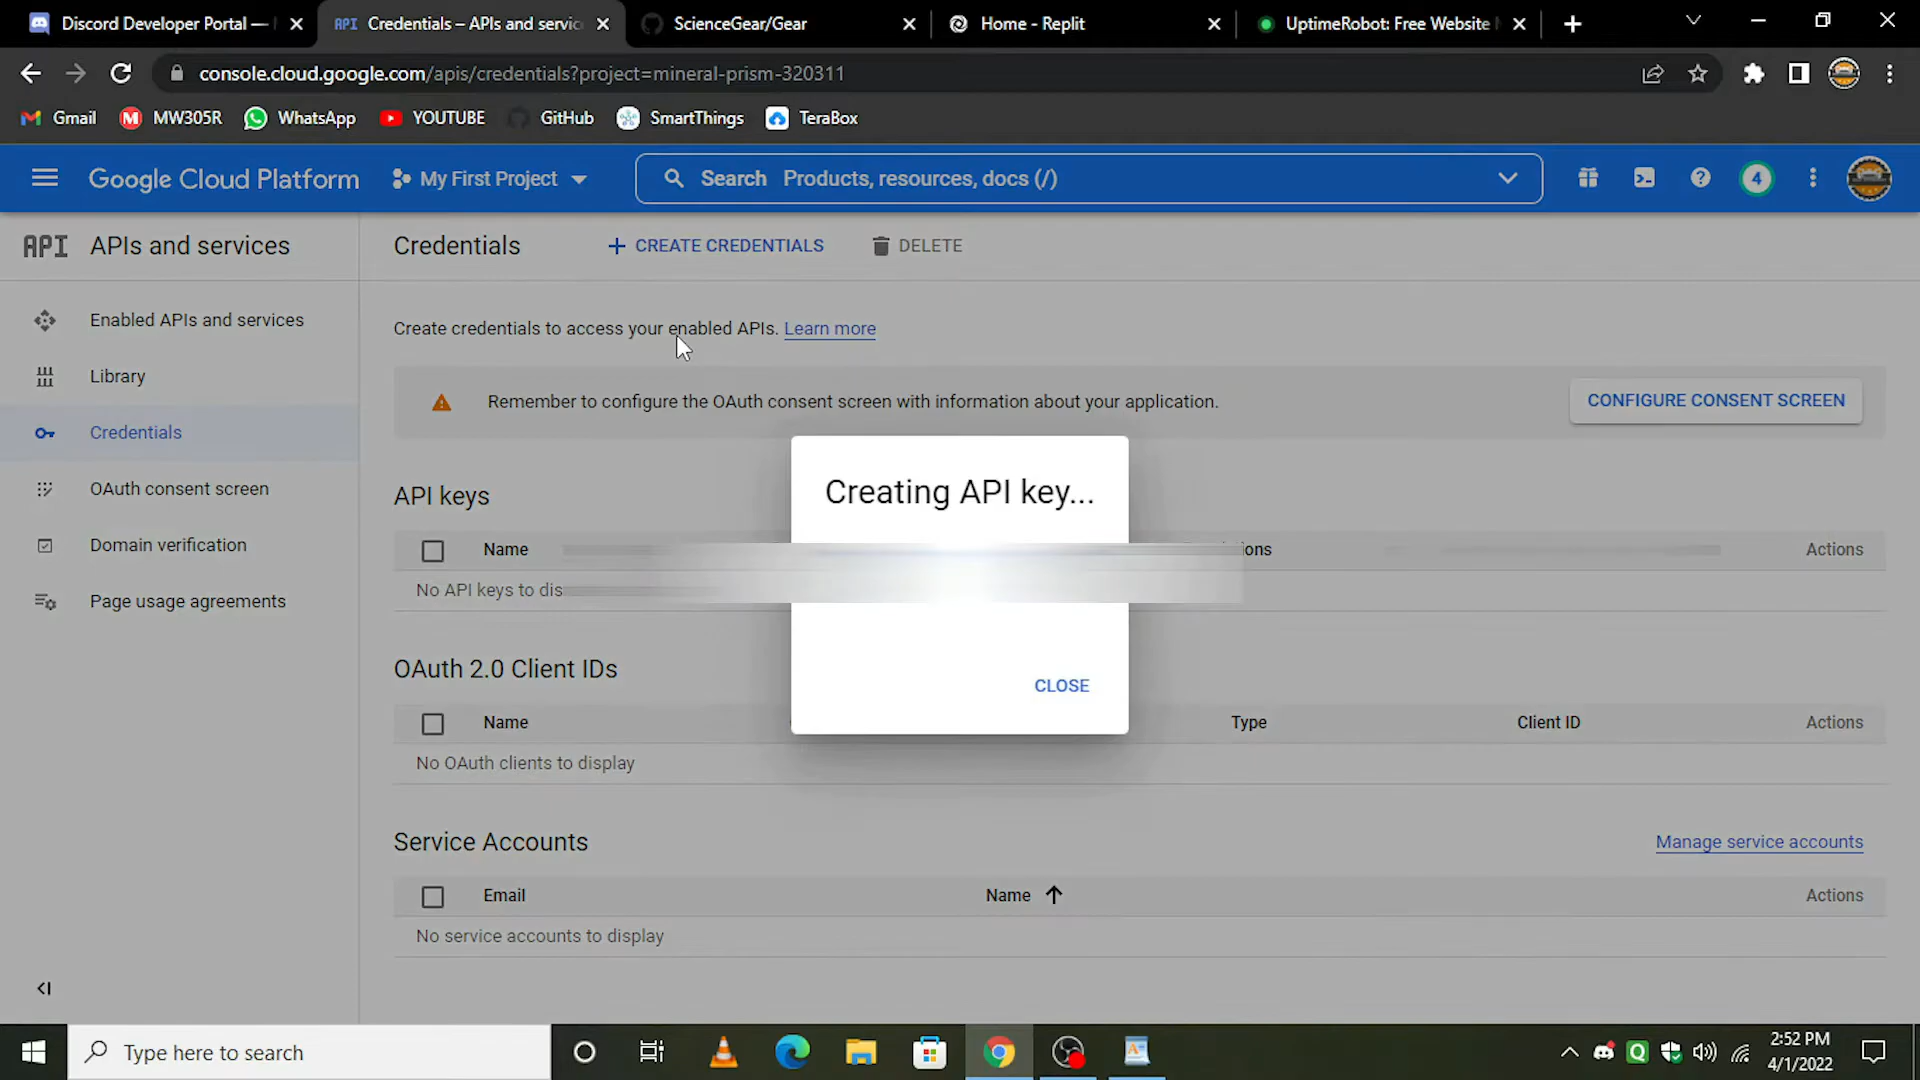 Discord Developer Portal —
API Credentials – APIs and servic
ScienceGear/Gear
Home - Replit
UptimeRobot: Free Website
console.cloud.google.com/apis/credentials?project=mineral-prism-320311
Gmail
MW305R
WhatsApp
YOUTUBE
GitHub
SmartThings
TeraBox
Google Cloud Platform
My First Project
Search Products, resources, docs (/)
4
API APIs and services
Credentials
CREATE CREDENTIALS
DELETE
Enabled APIs and services
Library
Credentials
OAuth consent screen
Domain verification
Page usage agreements
Create credentials to access your enabled APIs. Learn more
Remember to configure the OAuth consent screen with information about your application.
CONFIGURE CONSENT SCREEN
Creating API key...
CLOSE
API keys
Name
Actions
No API keys to dis
OAuth 2.0 Client IDs
Name
Type
Client ID
Actions
No OAuth clients to display
Service Accounts
Manage service accounts
Email
Name
Actions
No service accounts to display
Type here to search
2:52 PM
4/1/2022